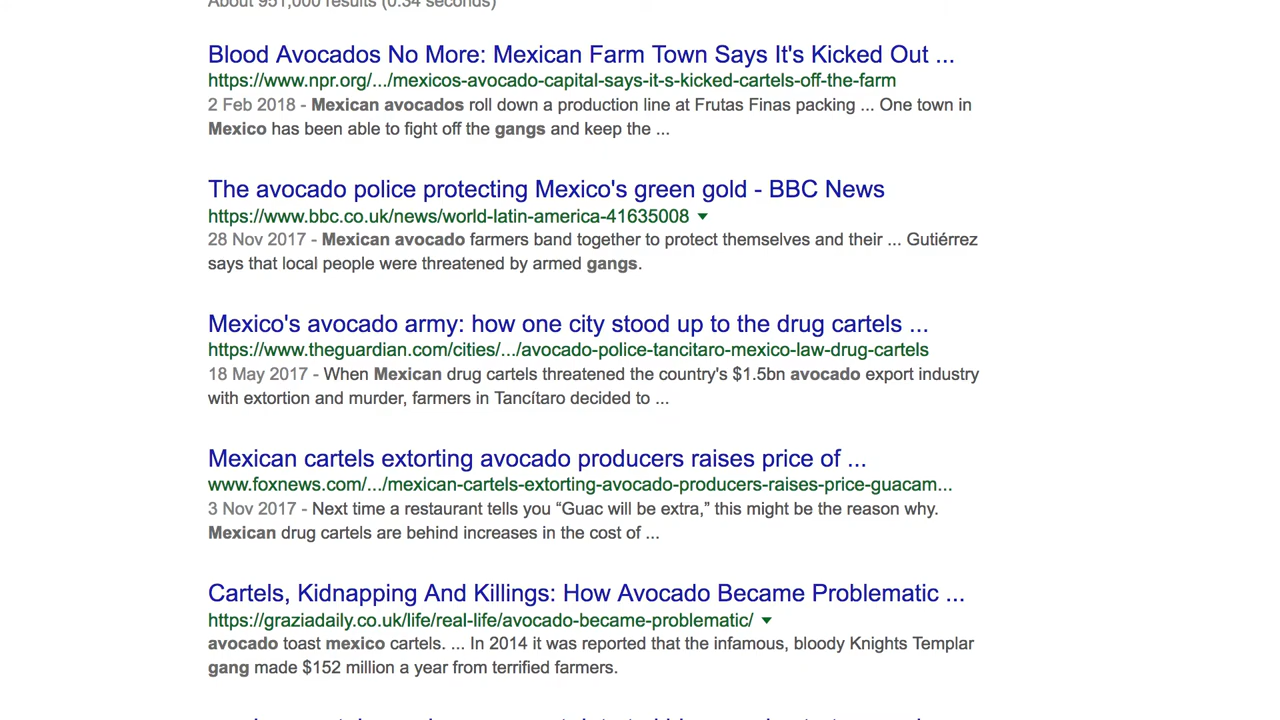 About 951,000 results (0.34 seconds)
Blood Avocados No More: Mexican Farm Town Says It's Kicked Out ...
https://www.npr.org/.../mexicos-avocado-capital-says-it-s-kicked-cartels-off-the-farm
2 Feb 2018 - Mexican avocados roll down a production line at Frutas Finas packing ... One town in
Mexico has been able to fight off the gangs and keep the ...
The avocado police protecting Mexico's green gold - BBC News
https://www.bbc.co.uk/news/world-latin-america-41635008
28 Nov 2017 - Mexican avocado farmers band together to protect themselves and their ... Gutiérrez
says that local people were threatened by armed gangs.
Mexico's avocado army: how one city stood up to the drug cartels ...
https://www.theguardian.com/cities/.../avocado-police-tancitaro-mexico-law-drug-cartels
18 May 2017 - When Mexican drug cartels threatened the country's $1.5bn avocado export industry
with extortion and murder, farmers in Tancítaro decided to ...
Mexican cartels extorting avocado producers raises price of ...
www.foxnews.com/.../mexican-cartels-extorting-avocado-producers-raises-price-guacam...
3 Nov 2017 - Next time a restaurant tells you “Guac will be extra,” this might be the reason why.
Mexican drug cartels are behind increases in the cost of ...
Cartels, Kidnapping And Killings: How Avocado Became Problematic ...
https://graziadaily.co.uk/life/real-life/avocado-became-problematic/
avocado toast mexico cartels. ... In 2014 it was reported that the infamous, bloody Knights Templar
gang made $152 million a year from terrified farmers.